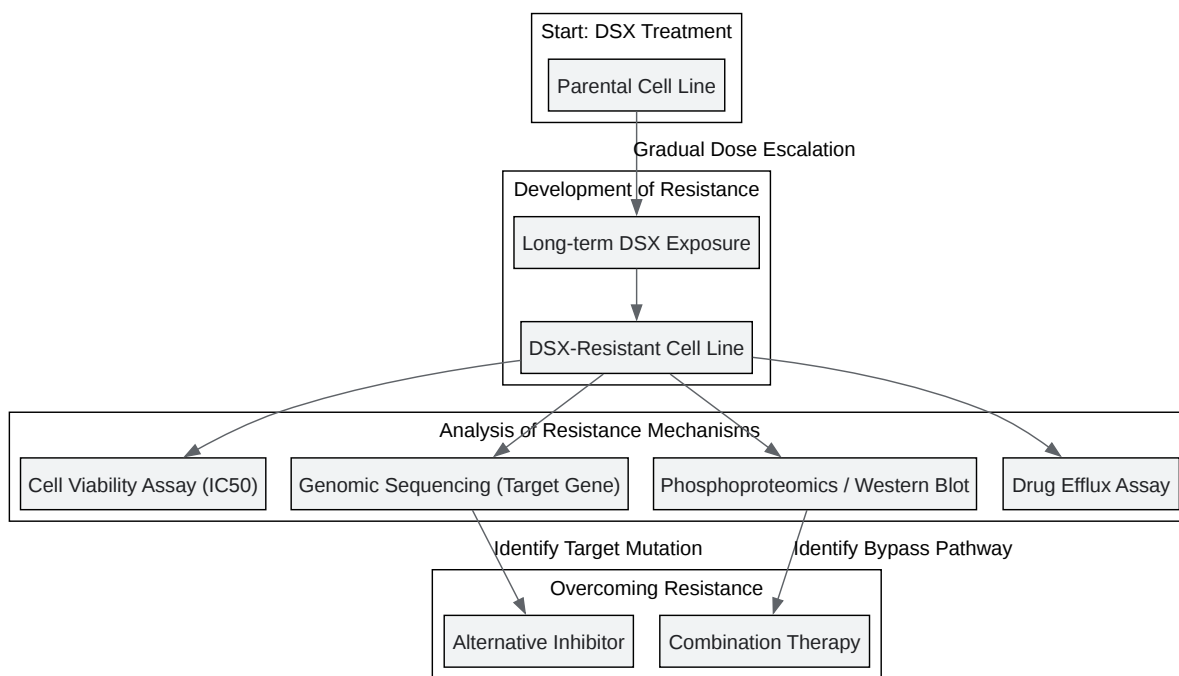 Start: DSX Treatment
Parental Cell Line
Gradual Dose Escalation
Development of Resistance
Long-term DSX Exposure
DSX-Resistant Cell Line
Analysis of Resistance Mechanisms
Cell Viability Assay (IC50)
Genomic Sequencing (Target Gene)
Phosphoproteomics / Western Blot
Drug Efflux Assay
Identify Target Mutation
Identify Bypass Pathway
Overcoming Resistance
Alternative Inhibitor
Combination Therapy